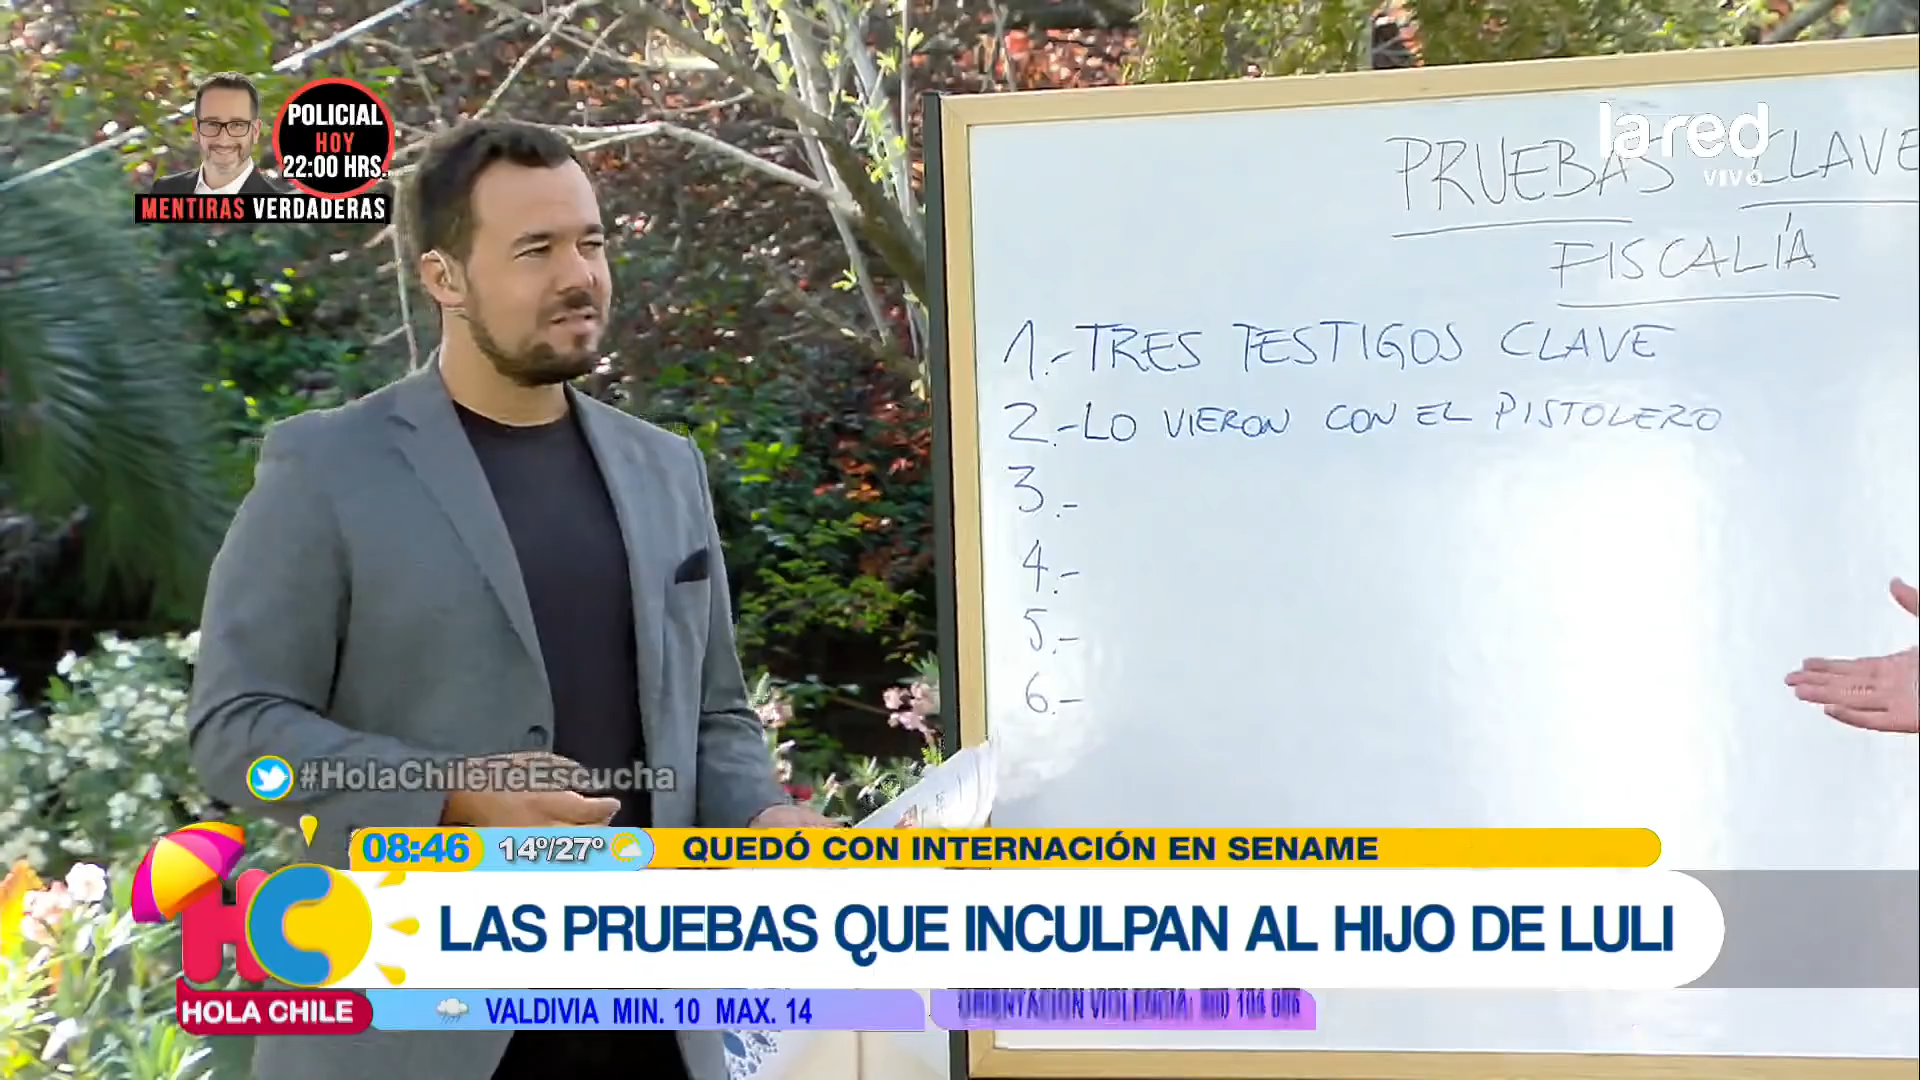 POLICIAL
HOY
22:00 HRS.
MENTIRAS VERDADERAS
la red
VIVO
PRUEBAS CLAVE
FISCALÍA
1.- TRES TESTIGOS CLAVE
2.- LO VIERON CON EL PISTOLERO
3.-
4.-
5.-
6.-
#HolaChileTeEscucha
08:46 14º/27º QUEDÓ CON INTERNACIÓN EN SENAME
HC
LAS PRUEBAS QUE INCULPAN AL HIJO DE LULI
HOLA CHILE
VALDIVIA MIN. 10 MAX. 14